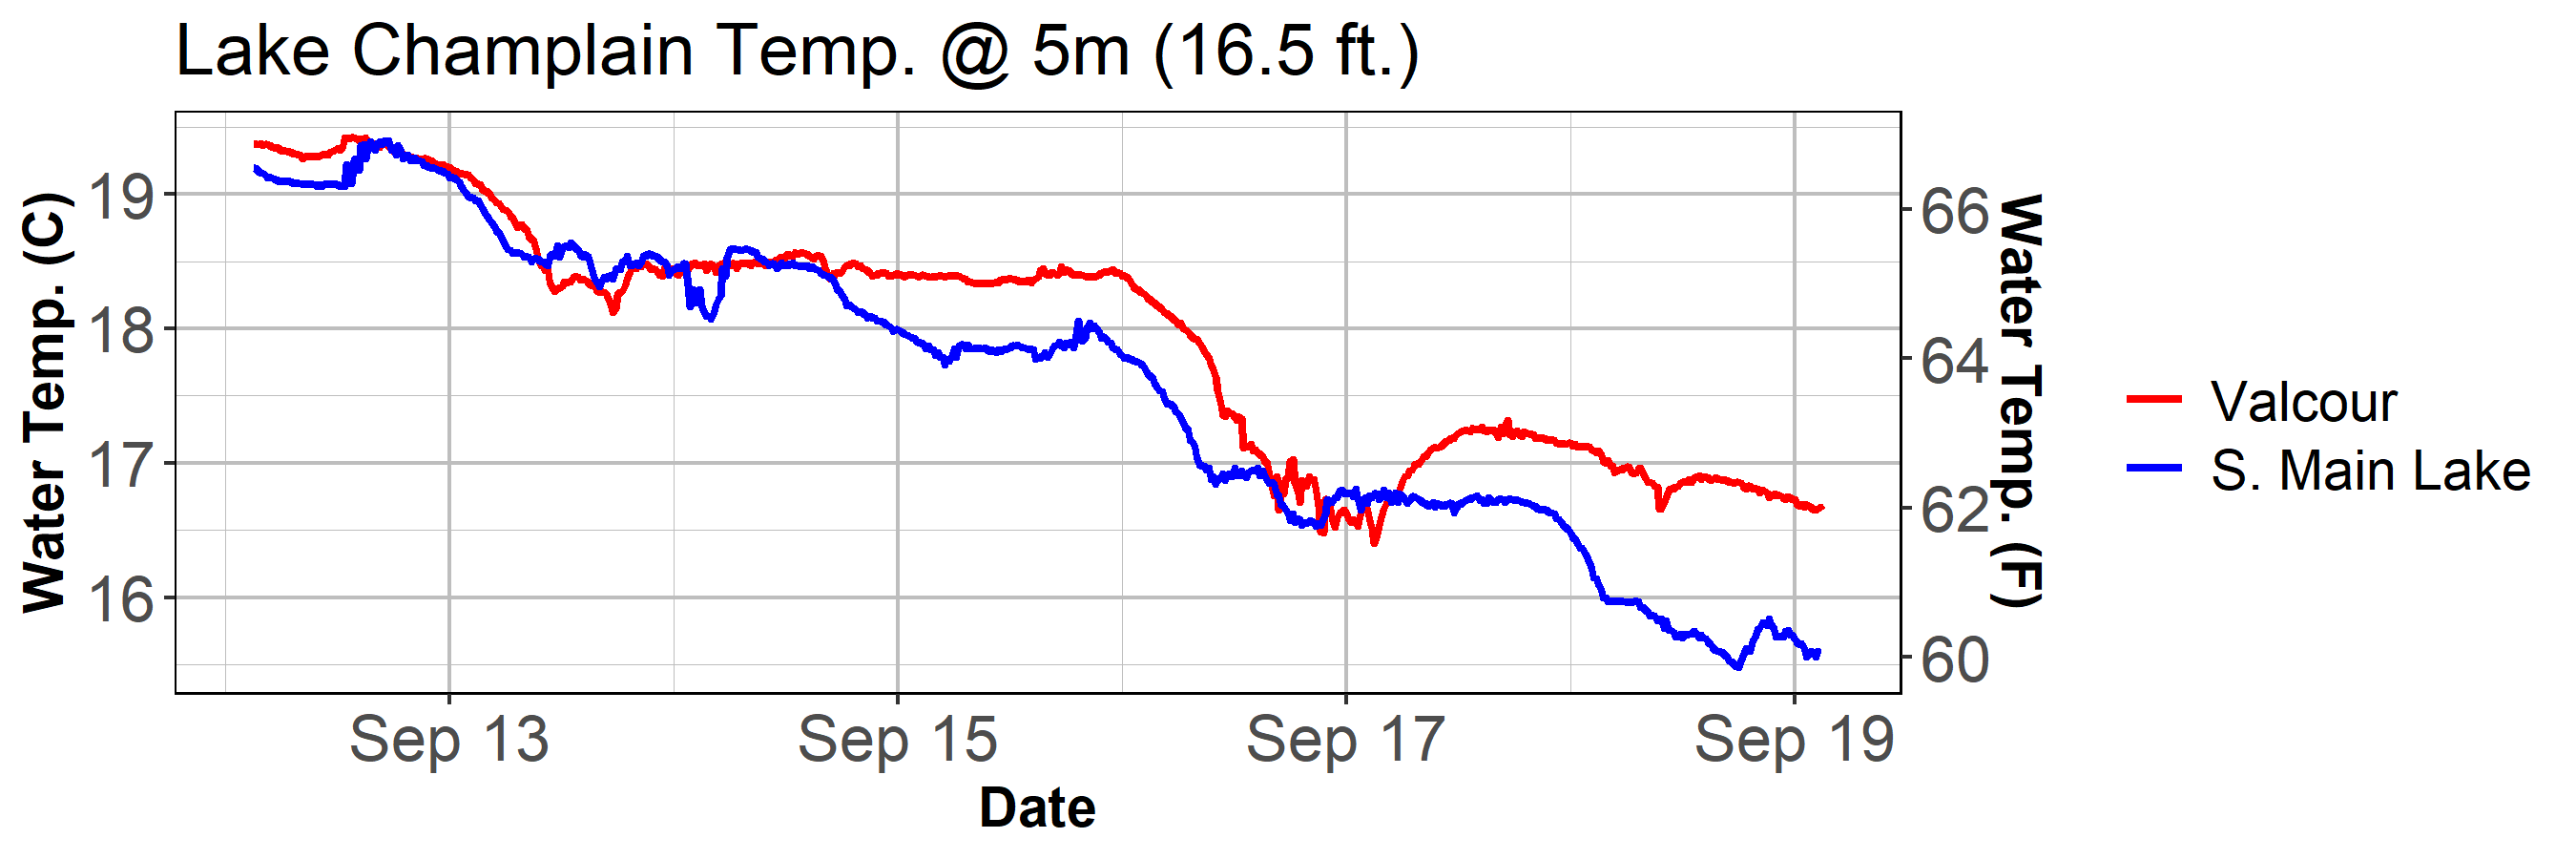 Lake Champlain Temp. @ 5m (16.5 ft.)
Water Temp. (C)
19
18
17
16
66
64
62
60
Water Temp. (F)
Sep 13
Sep 15
Sep 17
Sep 19
Date
Valcour
S. Main Lake